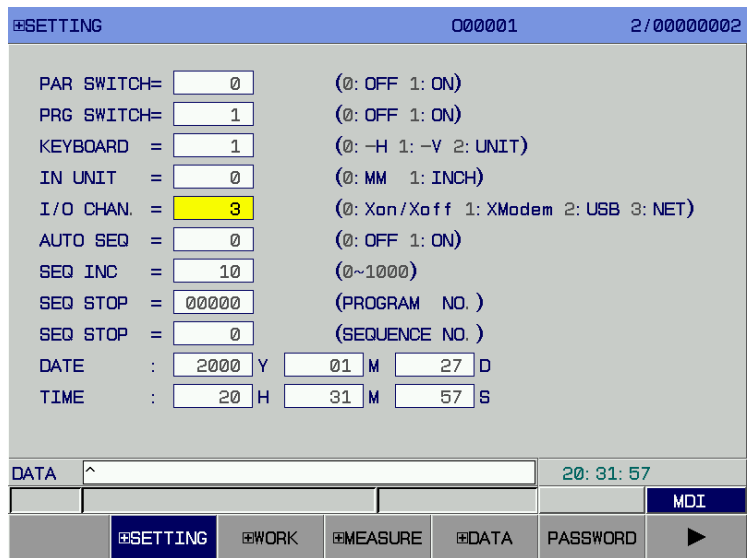 ⊞SETTING O00001 2/00000002
PAR SWITCH= 0 (0: OFF 1: ON)
PRG SWITCH= 1 (0: OFF 1: ON)
KEYBOARD = 1 (0: -H 1: -V 2: UNIT)
IN UNIT = 0 (0: MM 1: INCH)
I/O CHAN. = 3 (0: Xon/Xoff 1: XModem 2: USB 3: NET)
AUTO SEQ = 0 (0: OFF 1: ON)
SEQ INC = 10 (0~1000)
SEQ STOP = 00000 (PROGRAM NO.)
SEQ STOP = 0 (SEQUENCE NO.)
DATE : 2000 Y 01 M 27 D
TIME : 20 H 31 M 57 S
DATA ^ 20:31:57
MDI
⊞SETTING ⊞WORK ⊞MEASURE ⊞DATA PASSWORD ▶